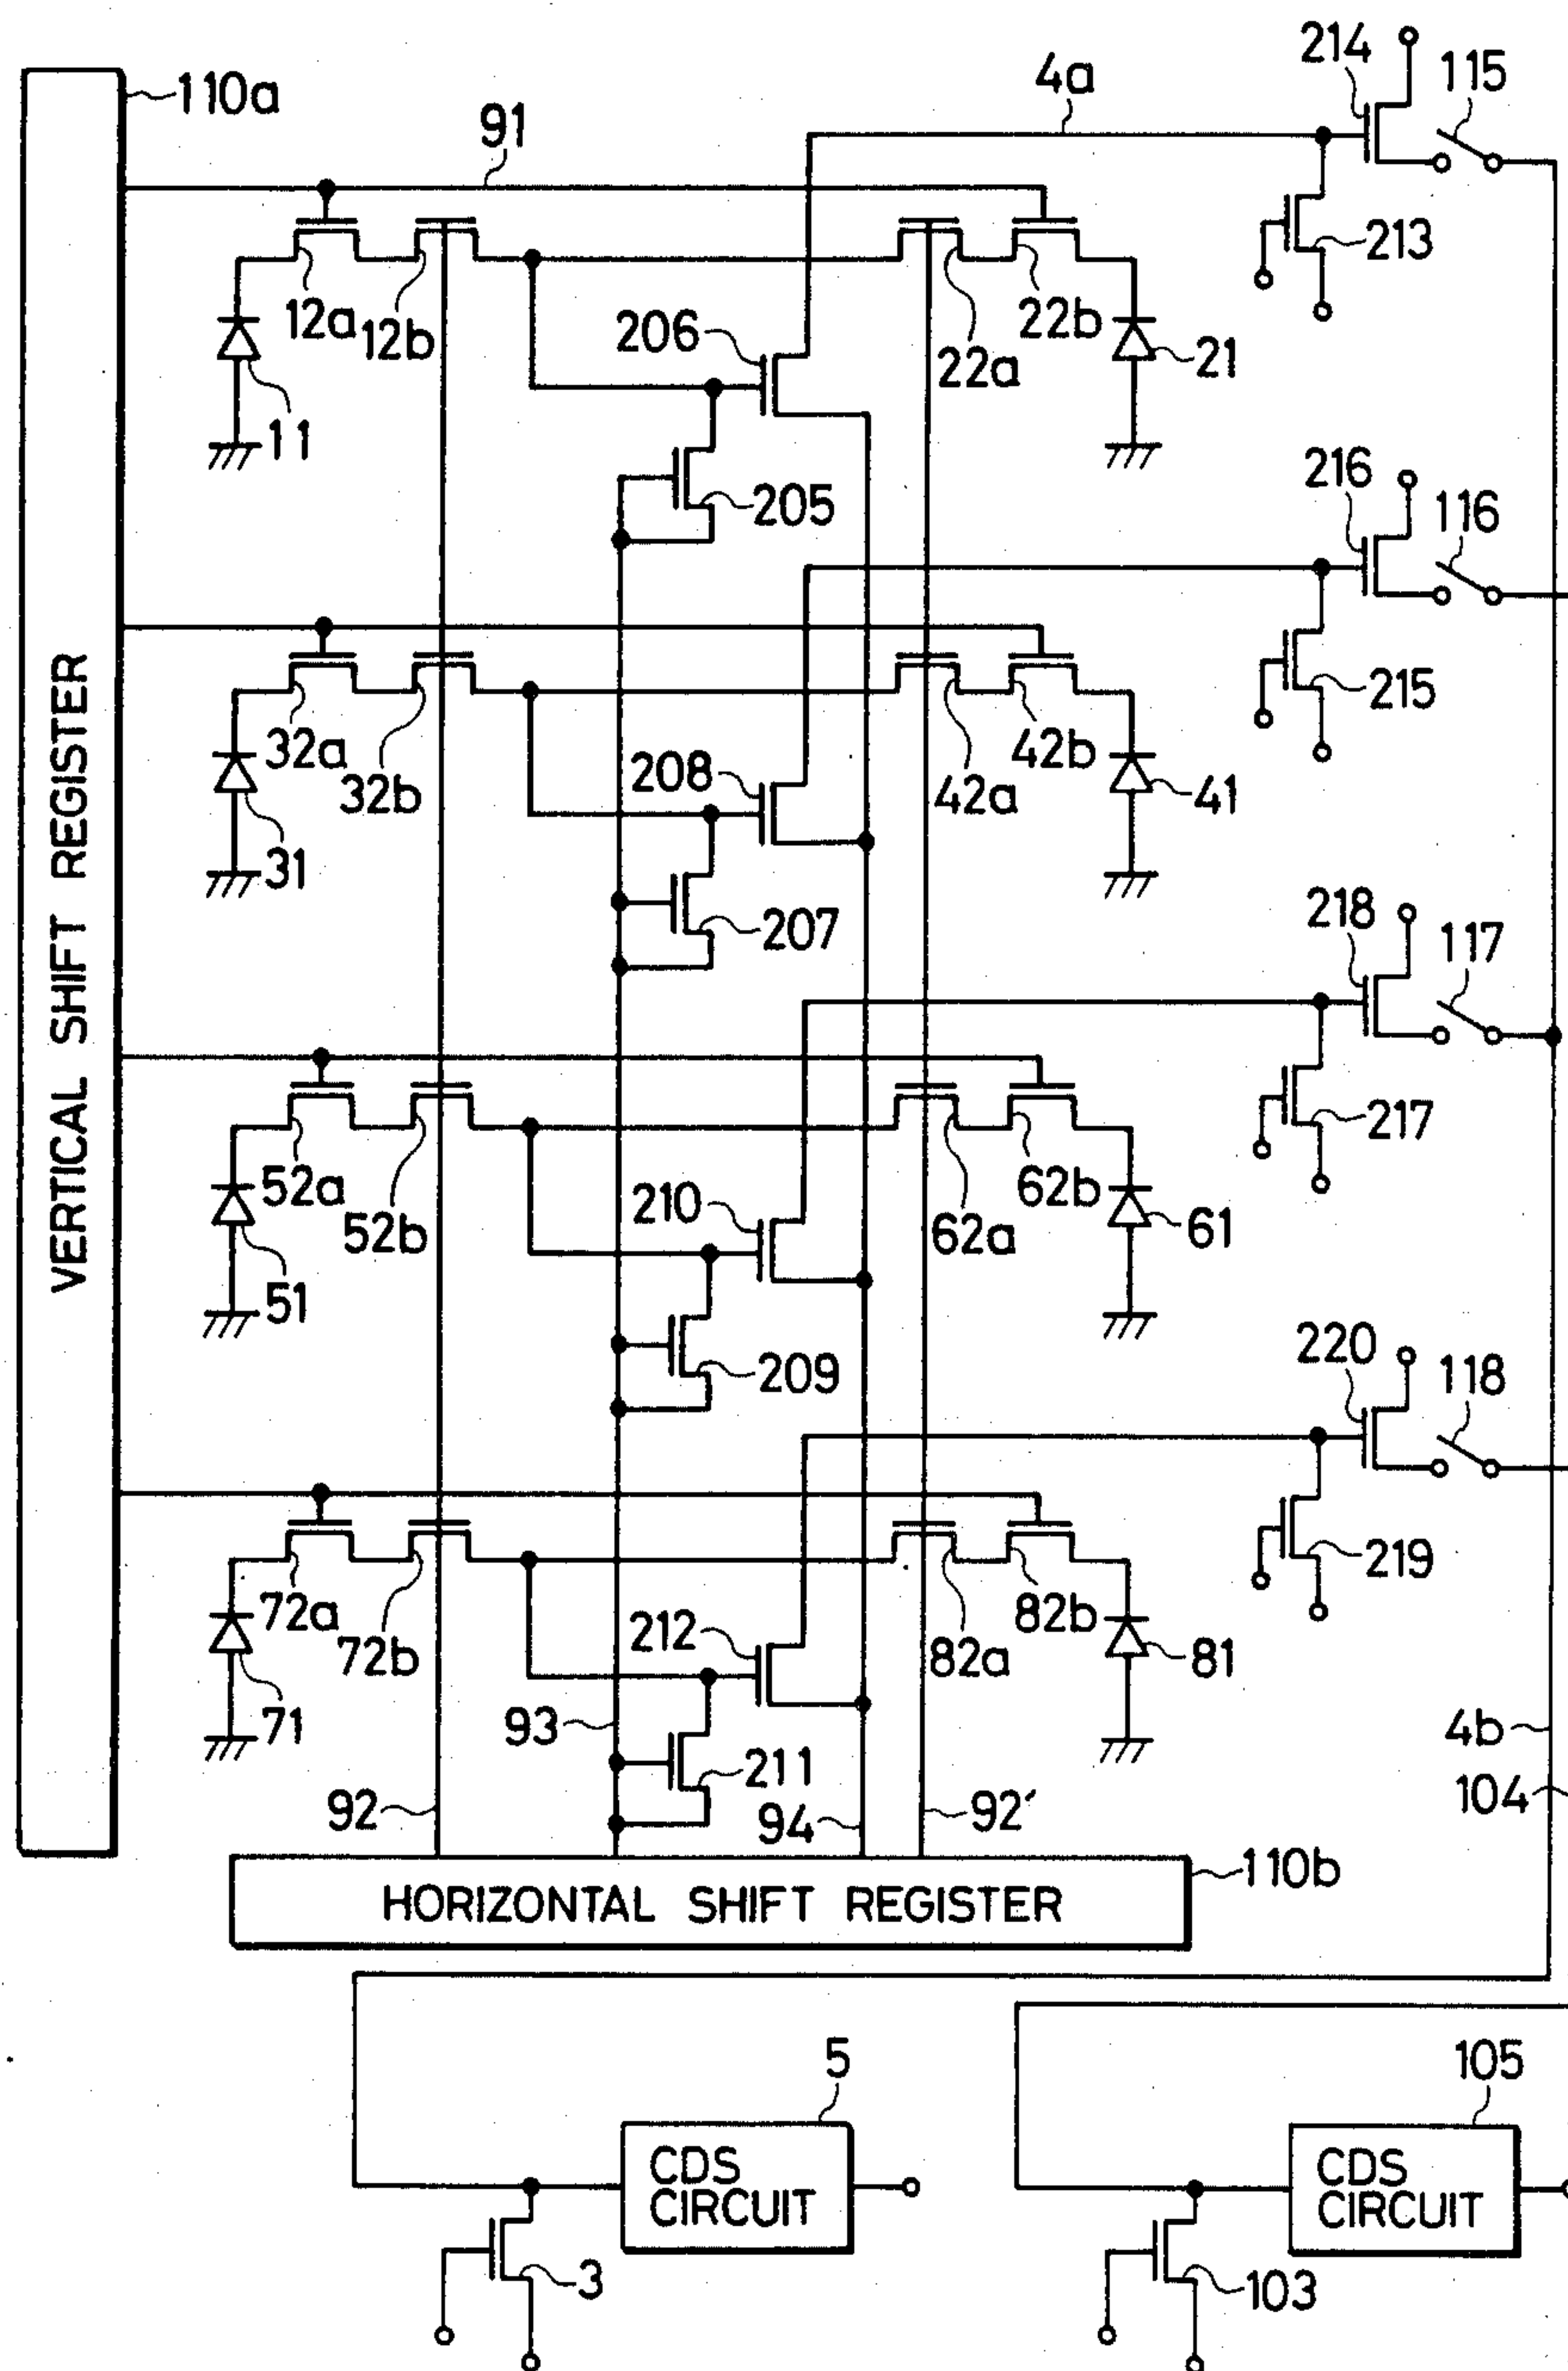 214
115
110a
4a
91
213
12a
12b
206
22b
22a
21
11
205
216
116
215
VERTICAL SHIFT REGISTER
32a
32b
208
42b
42a
41
31
207
218
117
217
52a
52b
210
62b
62a
61
51
209
220
118
219
72a
72b
212
82b
82a
81
71
93
211
4b
92
94
92'
104
110b
HORIZONTAL SHIFT REGISTER
5
105
CDS
CIRCUIT
CDS
CIRCUIT
3
103